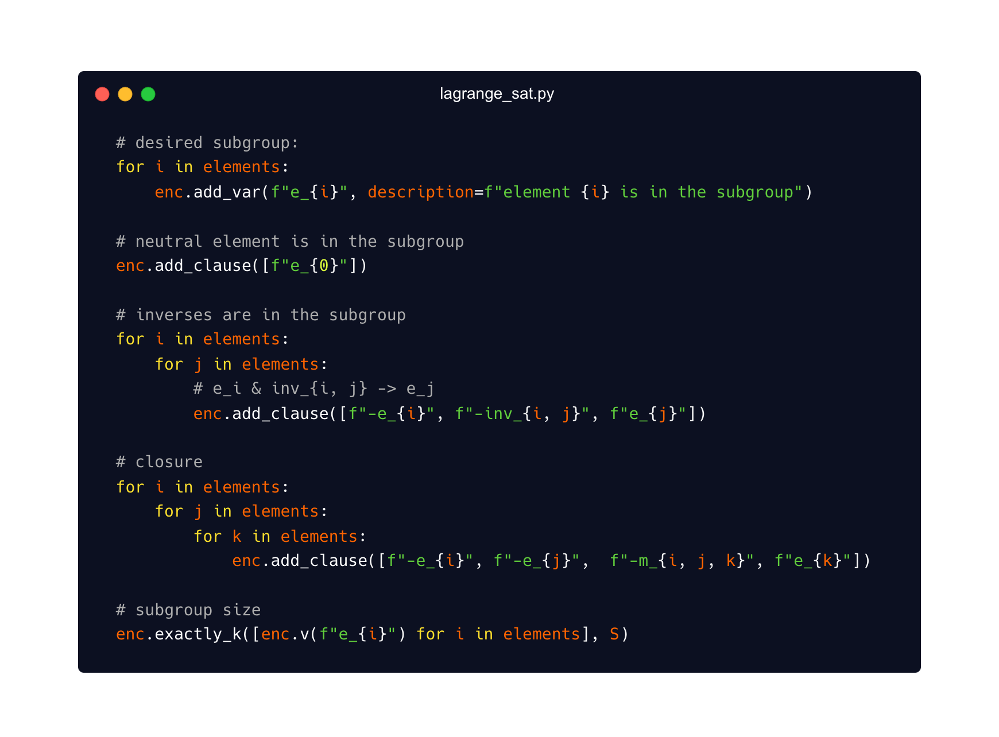 lagrange_sat.py
# desired subgroup:
for i in elements:
    enc.add_var(f"e_{i}", description=f"element {i} is in the subgroup")

# neutral element is in the subgroup
enc.add_clause([f"e_{0}"])

# inverses are in the subgroup
for i in elements:
    for j in elements:
        # e_i & inv_{i, j} -> e_j
        enc.add_clause([f"-e_{i}", f"-inv_{i, j}", f"e_{j}"])

# closure
for i in elements:
    for j in elements:
        for k in elements:
            enc.add_clause([f"-e_{i}", f"-e_{j}",  f"-m_{i, j, k}", f"e_{k}"])

# subgroup size
enc.exactly_k([enc.v(f"e_{i}") for i in elements], S)